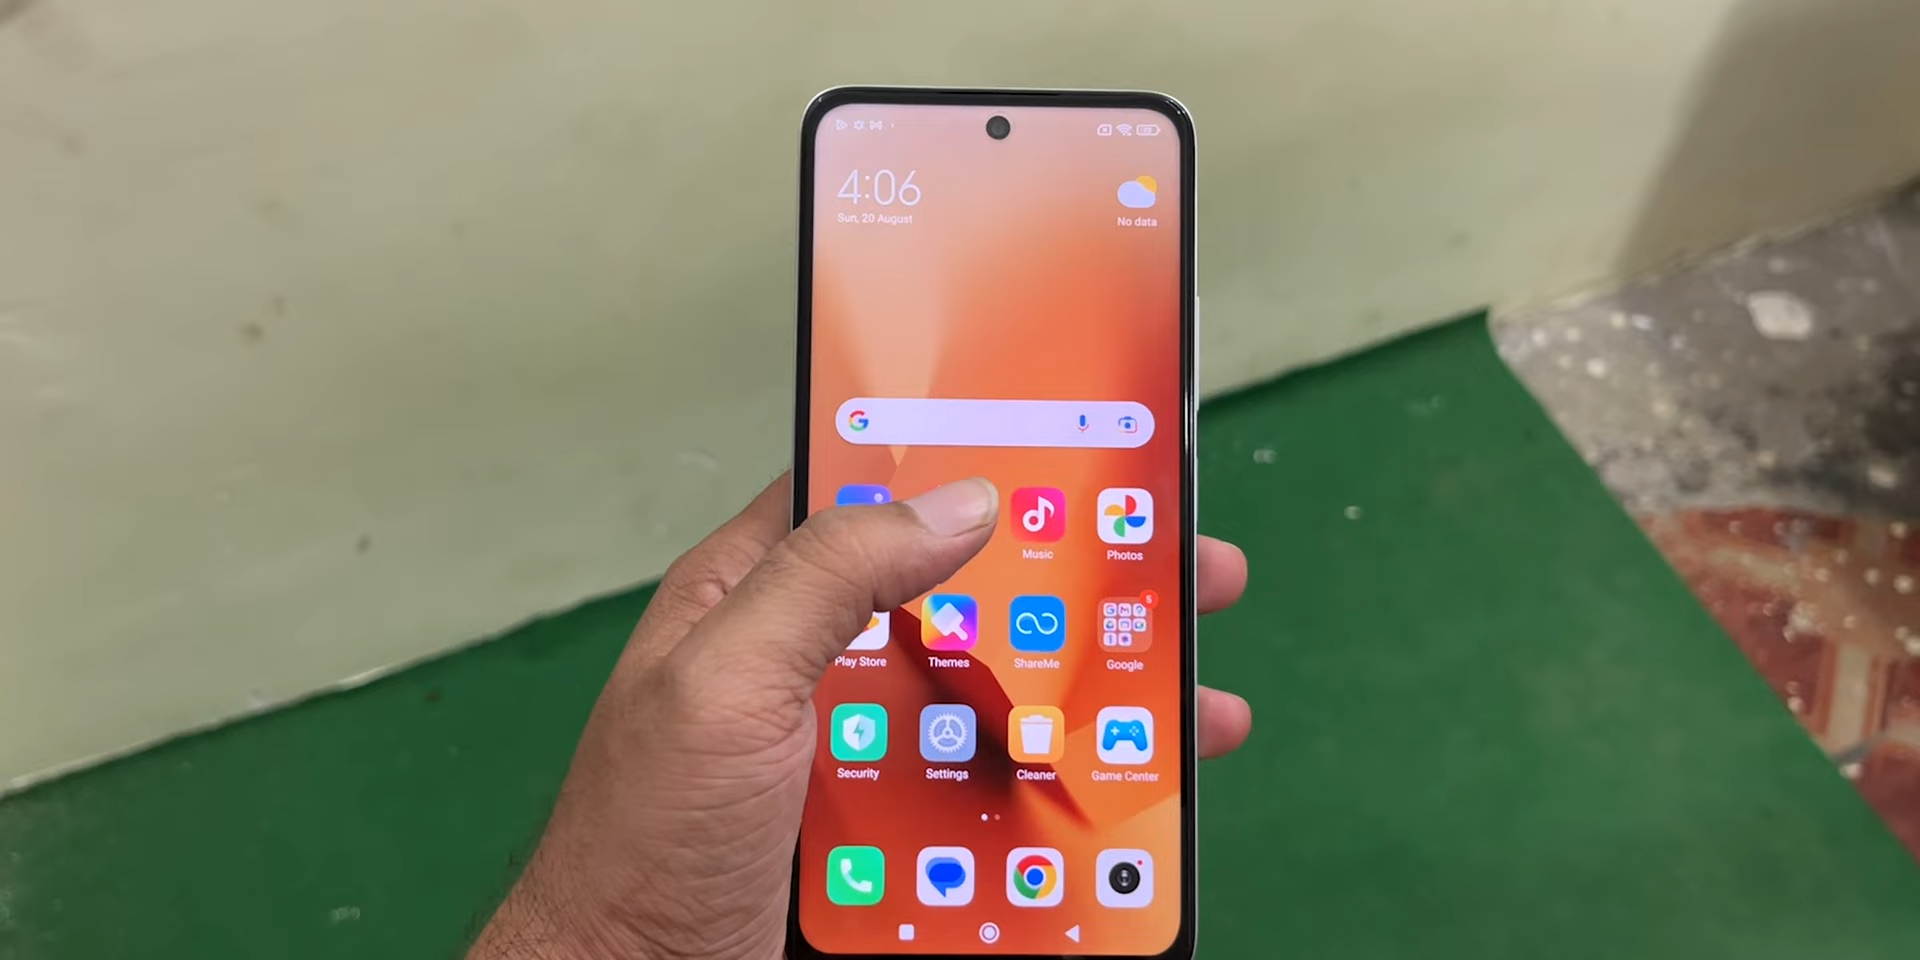 4:06
Sun, 20 August
No data
Music
Photos
Play Store
Themes
ShareMe
5
Google
Security
Settings
Cleaner
Game Center